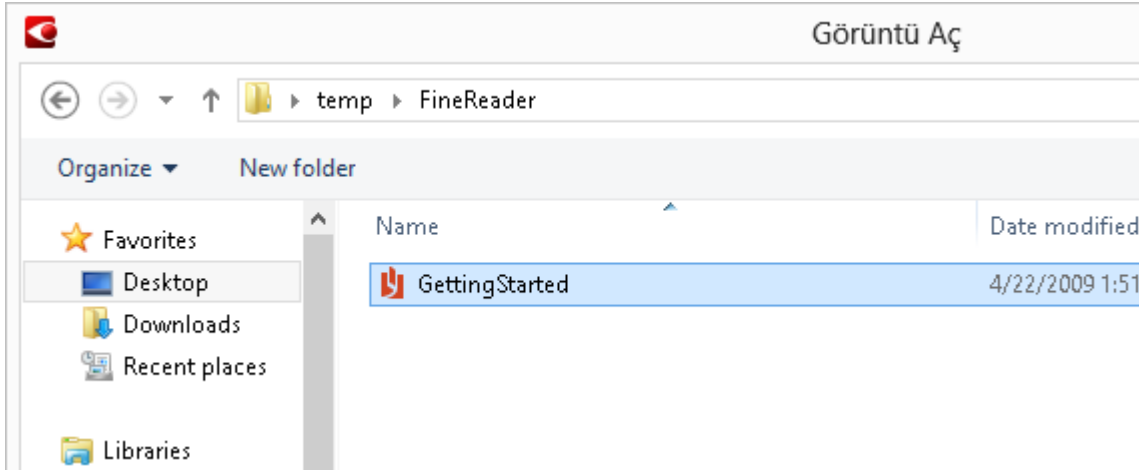 Görüntü Aç
temp FineReader
Organize New folder
Name Date modified
Favorites
Desktop
GettingStarted 4/22/2009 1:51
Downloads
Recent places
Libraries